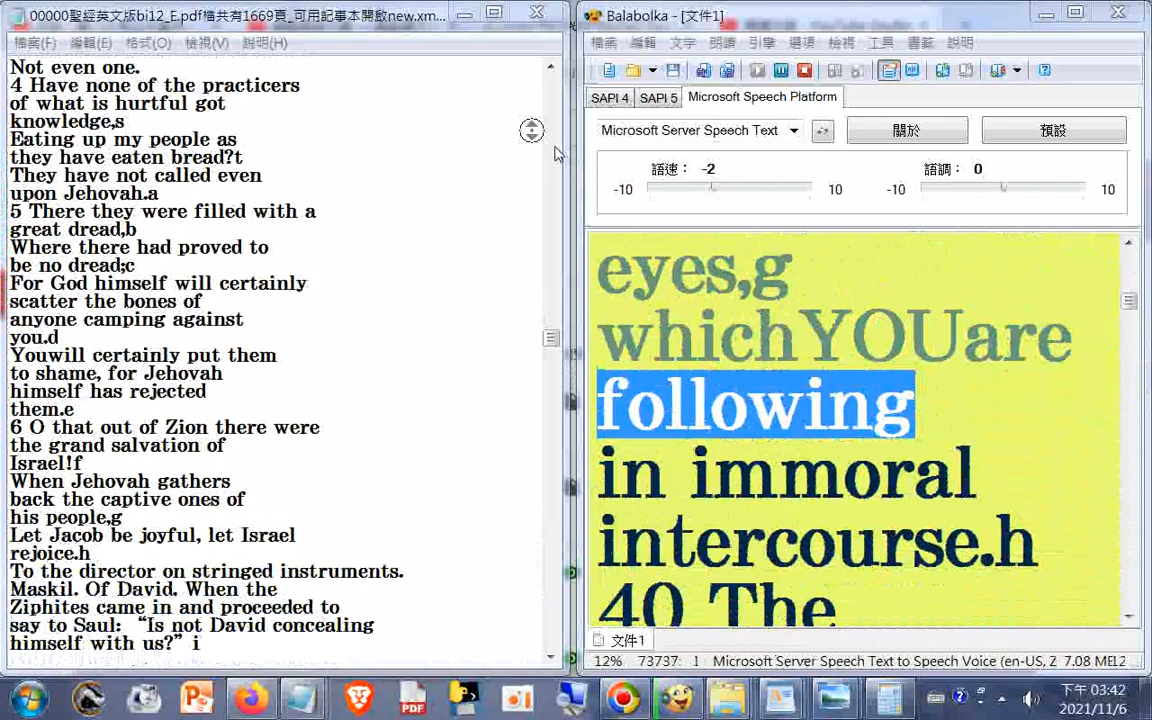 00000聖經英文版bi12_E.pdf檔共有1669頁_可用記事本開啟new.xm...
檔案(F) 編輯(E) 格式(O) 檢視(V) 說明(H)
Not even one.
4 Have none of the practicers
of what is hurtful got
knowledge,s
Eating up my people as
they have eaten bread?t
They have not called even
upon Jehovah.a
5 There they were filled with a
great dread,b
Where there had proved to
be no dread;c
For God himself will certainly
scatter the bones of
anyone camping against
you.d
Youwill certainly put them
to shame, for Jehovah
himself has rejected
them.e
6 O that out of Zion there were
the grand salvation of
Israel!f
When Jehovah gathers
back the captive ones of
his people,g
Let Jacob be joyful, let Israel
rejoice.h
To the director on stringed instruments.
Maskil. Of David. When the
Ziphites came in and proceeded to
say to Saul: “Is not David concealing
himself with us?” i
Balabolka - [文件1]
檔案 編輯 文字 朗讀 引擎 選項 檢視 工具 書籤 說明
SAPI 4 SAPI 5 Microsoft Speech Platform
Microsoft Server Speech Text 關於 預設
語速： -2 語調： 0
-10 10 -10 10
eyes,g
whichYOUare
following
in immoral
intercourse.h
40 The
文件1
12% 73737: 1 Microsoft Server Speech Text to Speech Voice (en-US, Z 7.08 ME12
PDF
下午 03:42
2021/11/6